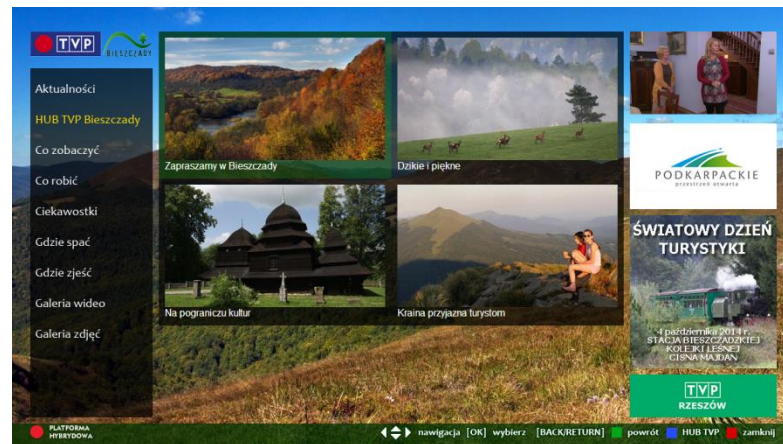 TVP
BIESZCZADY
Aktualności
HUB TVP Bieszczady
Co zobaczyć
Co robić
Ciekawostki
Gdzie spać
Gdzie zjeść
Galeria wideo
Galeria zdjęć
Zapraszamy w Bieszczady
Dzikie i piękne
Na pograniczu kultur
Kraina przyjazna turystom
PODKARPACKIE
przestrzeń otwarta
ŚWIATOWY DZIEŃ
TURYSTYKI
4 października 2014 r.
STACJA BIESZCZADZKIEJ
KOLEJKI LEŚNEJ
CISNA MAJDAN
TVP
RZESZÓW
PLATFORMA
HYBRYDOWA
nawigacja [OK] wybierz [BACK/RETURN] powrót HUB TVP zamknij